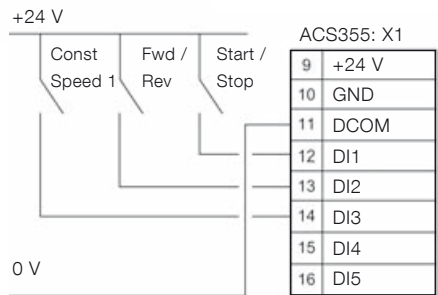 +24 V
Const Speed 1
Fwd / Rev
Start / Stop
ACS355: X1
9 +24 V
10 GND
11 DCOM
12 DI1
13 DI2
14 DI3
15 DI4
16 DI5
0 V